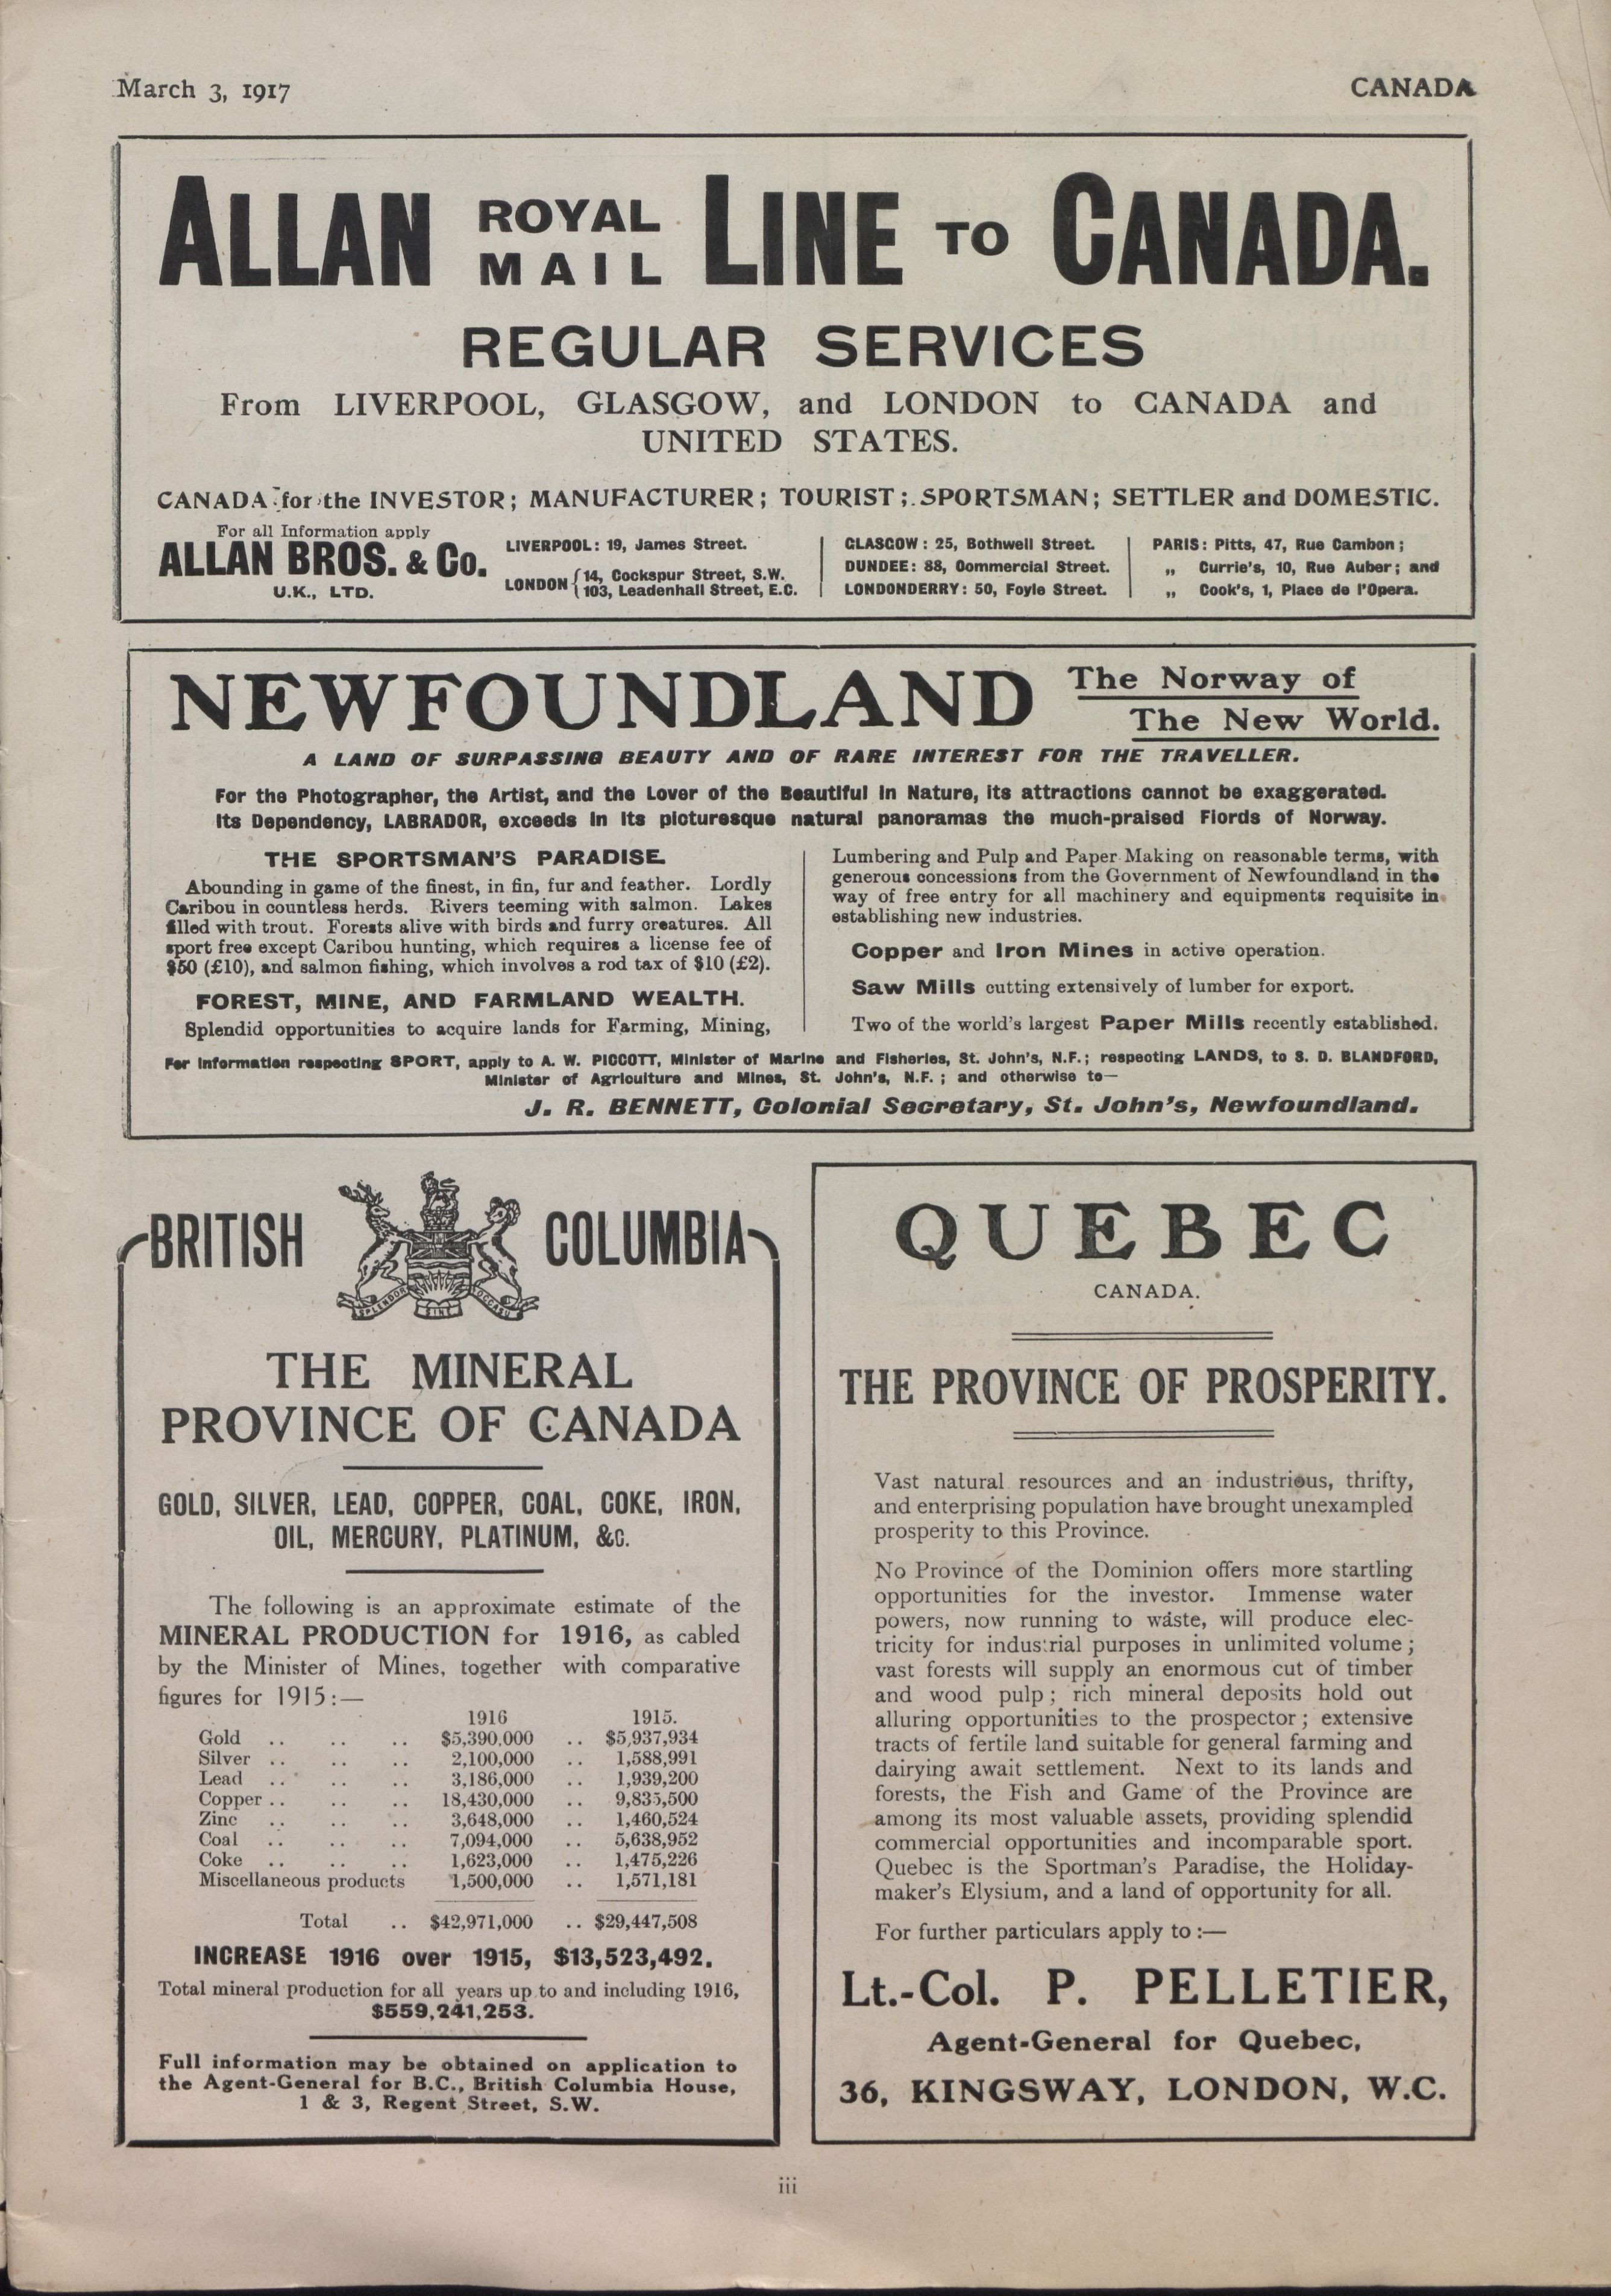 March 3, 1917
CANADA
ALLAN ROYAL MAIL LINE TO CANADA.
REGULAR SERVICES
From LIVERPOOL, GLASGOW, and LONDON to CANADA and
UNITED STATES.
CANADA for the INVESTOR; MANUFACTURER; TOURIST; SPORTSMAN; SETTLER and DOMESTIC.
For all Information apply
ALLAN BROS. & Co.
U.K., LTD.
LIVERPOOL: 19, James Street.
LONDON { 14, Cockspur Street, S.W.
103, Leadenhall Street, E.C.
GLASGOW: 25, Bothwell Street.
DUNDEE: 88, Commercial Street.
LONDONDERRY: 50, Foyle Street.
PARIS: Pitts, 47, Rue Cambon;
„ Currie's, 10, Rue Auber; and
„ Cook's, 1, Place de l'Opera.
NEWFOUNDLAND
The Norway of
The New World.
A LAND OF SURPASSING BEAUTY AND OF RARE INTEREST FOR THE TRAVELLER.
For the Photographer, the Artist, and the Lover of the Beautiful in Nature, its attractions cannot be exaggerated.
Its Dependency, LABRADOR, exceeds in its picturesque natural panoramas the much-praised Fiords of Norway.
THE SPORTSMAN'S PARADISE.
Abounding in game of the finest, in fin, fur and feather. Lordly
Caribou in countless herds. Rivers teeming with salmon. Lakes
filled with trout. Forests alive with birds and furry creatures. All
sport free except Caribou hunting, which requires a license fee of
$50 (£10), and salmon fishing, which involves a rod tax of $10 (£2).
FOREST, MINE, AND FARMLAND WEALTH.
Splendid opportunities to acquire lands for Farming, Mining,
Lumbering and Pulp and Paper Making on reasonable terms, with
generous concessions from the Government of Newfoundland in the
way of free entry for all machinery and equipments requisite in
establishing new industries.
Copper and Iron Mines in active operation.
Saw Mills cutting extensively of lumber for export.
Two of the world's largest Paper Mills recently established.
For information respecting SPORT, apply to A. W. PICCOTT, Minister of Marine and Fisheries, St. John's, N.F.; respecting LANDS, to S. D. BLANDFORD,
Minister of Agriculture and Mines, St. John's, N.F.; and otherwise to—
J. R. BENNETT, Colonial Secretary, St. John's, Newfoundland.
BRITISH COLUMBIA
SPLENDOR SINE OCCASU
THE MINERAL
PROVINCE OF CANADA
GOLD, SILVER, LEAD, COPPER, COAL, COKE, IRON,
OIL, MERCURY, PLATINUM, &C.
The following is an approximate estimate of the
MINERAL PRODUCTION for 1916, as cabled
by the Minister of Mines, together with comparative
figures for 1915:—
1916 1915.
Gold .. .. .. $5,390,000 .. $5,937,934
Silver .. .. .. 2,100,000 .. 1,588,991
Lead .. .. .. 3,186,000 .. 1,939,200
Copper .. .. .. 18,430,000 .. 9,835,500
Zinc .. .. .. 3,648,000 .. 1,460,524
Coal .. .. .. 7,094,000 .. 5,638,952
Coke .. .. .. 1,623,000 .. 1,475,226
Miscellaneous products 1,500,000 .. 1,571,181
Total .. $42,971,000 .. $29,447,508
INCREASE 1916 over 1915, $13,523,492.
Total mineral production for all years up to and including 1916,
$559,241,253.
Full information may be obtained on application to
the Agent-General for B.C., British Columbia House,
1 & 3, Regent Street, S.W.
QUEBEC
CANADA.
THE PROVINCE OF PROSPERITY.
Vast natural resources and an industrious, thrifty,
and enterprising population have brought unexampled
prosperity to this Province.
No Province of the Dominion offers more startling
opportunities for the investor. Immense water
powers, now running to waste, will produce elec-
tricity for industrial purposes in unlimited volume;
vast forests will supply an enormous cut of timber
and wood pulp; rich mineral deposits hold out
alluring opportunities to the prospector; extensive
tracts of fertile land suitable for general farming and
dairying await settlement. Next to its lands and
forests, the Fish and Game of the Province are
among its most valuable assets, providing splendid
commercial opportunities and incomparable sport.
Quebec is the Sportman's Paradise, the Holiday-
maker's Elysium, and a land of opportunity for all.
For further particulars apply to:—
Lt.-Col. P. PELLETIER,
Agent-General for Quebec,
36, KINGSWAY, LONDON, W.C.
iii